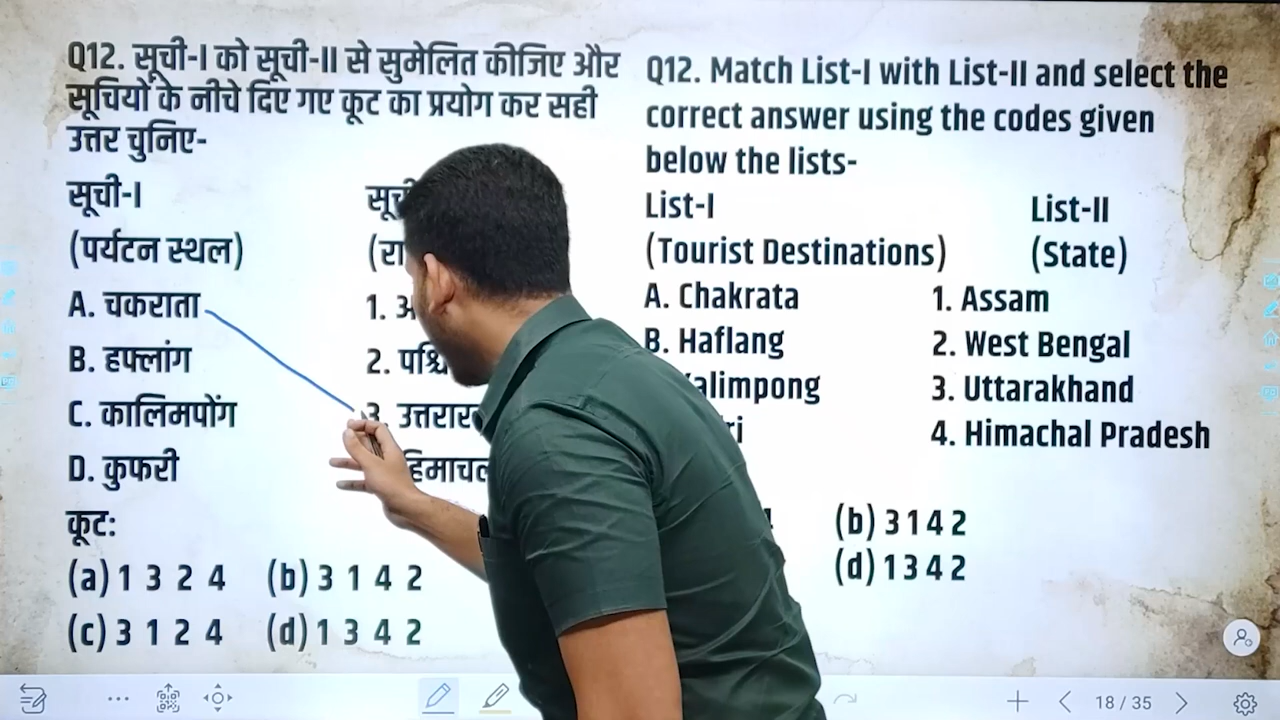 Q12. सूची-I को सूची-II से सुमेलित कीजिए और
सूचियों के नीचे दिए गए कूट का प्रयोग कर सही
उत्तर चुनिए-
सूची-I
(पर्यटन स्थल)
A. चकराता
1.
B. हफ्लांग
2.
C. कालिमपोंग
3.
D. कुफरी
कूट:
(a) 1 3 2 4 (b) 3 1 4 2
(c) 3 1 2 4 (d) 1 3 4 2
Q12. Match List-I with List-II and select the
correct answer using the codes given
below the lists-
List-I List-II
(Tourist Destinations) (State)
A. Chakrata 1. Assam
B. Haflang 2. West Bengal
3. Uttarakhand
4. Himachal Pradesh
(b) 3 1 4 2
(d) 1 3 4 2
18 / 35